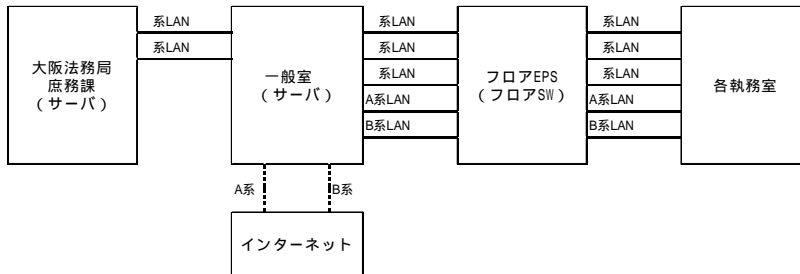 系LAN
系LAN
大阪法務局
庶務課
(サーバ)
一般室
(サーバ)
系LAN
系LAN
系LAN
A系LAN
B系LAN
フロアEPS
(フロアSW)
系LAN
系LAN
系LAN
A系LAN
B系LAN
各執務室
A系
B系
インターネット